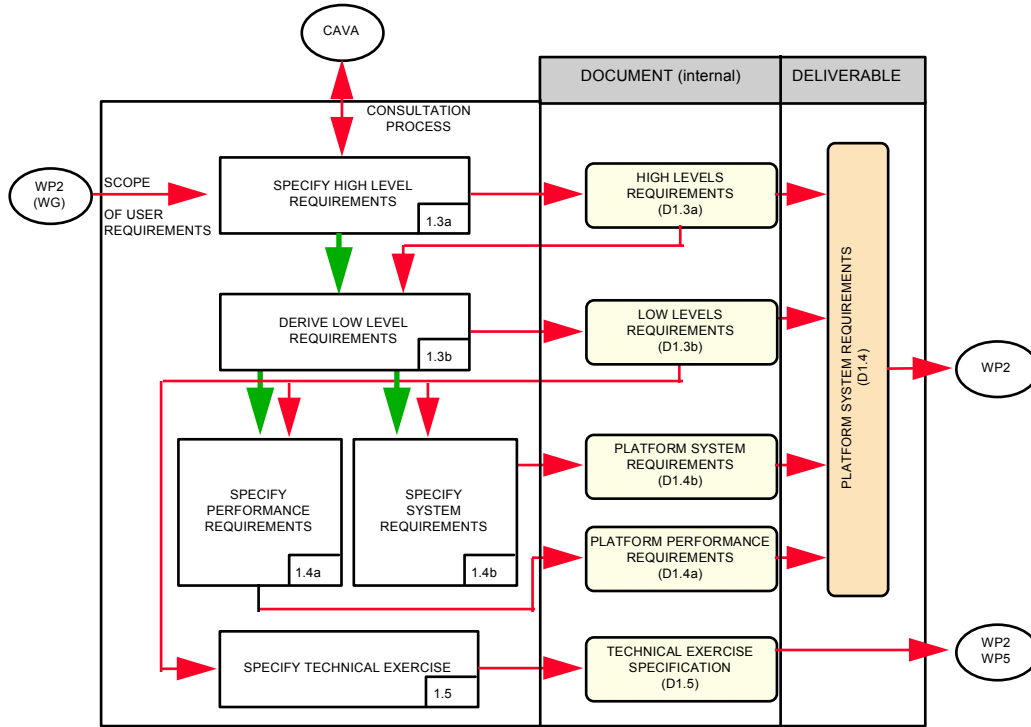 CAVA
DOCUMENT (internal)
DELIVERABLE
CONSULTATION
PROCESS
WP2
(WG)
SCOPE
OF USER
REQUIREMENTS
SPECIFY HIGH LEVEL
REQUIREMENTS
1.3a
HIGH LEVELS
REQUIREMENTS
(D1.3a)
DERIVE LOW LEVEL
REQUIREMENTS
1.3b
LOW LEVELS
REQUIREMENTS
(D1.3b)
PLATFORM SYSTEM REQUIREMENTS
(D1.4)
WP2
SPECIFY
PERFORMANCE
REQUIREMENTS
1.4a
SPECIFY
SYSTEM
REQUIREMENTS
1.4b
PLATFORM SYSTEM
REQUIREMENTS
(D1.4b)
PLATFORM PERFORMANCE
REQUIREMENTS
(D1.4a)
SPECIFY TECHNICAL EXERCISE
1.5
TECHNICAL EXERCISE
SPECIFICATION
(D1.5)
WP2
WP5